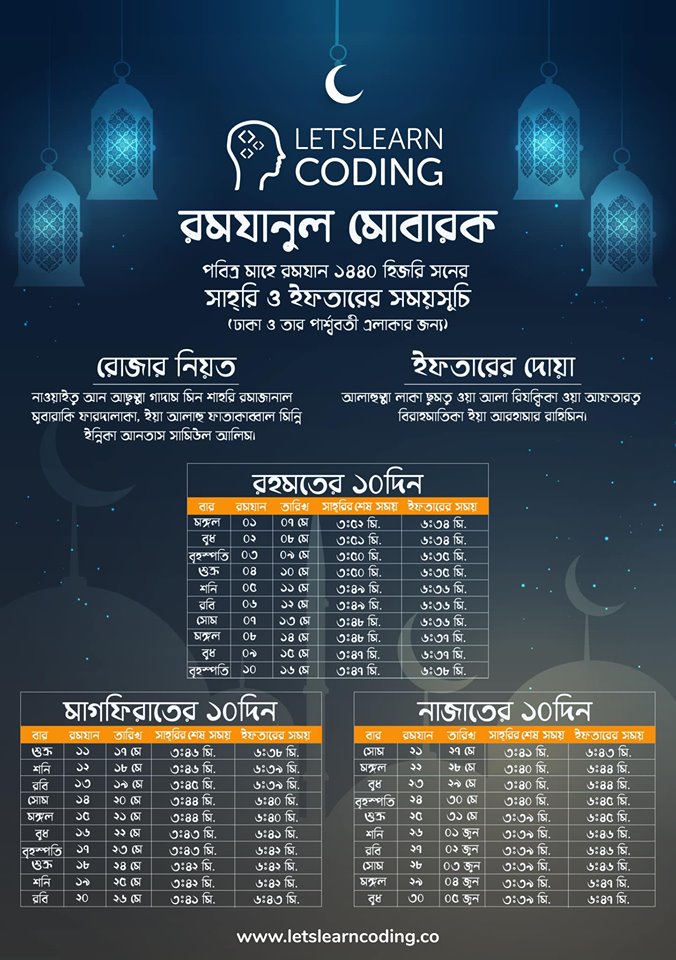 LETSLEARN
CODING
রমযানুল মোবারক
পবিত্র মাহে রমযান ১৪৪০ হিজরি সনের
সাহ্‌রি ও ইফতারের সময়সূচি
(ঢাকা ও তার পার্শ্ববর্তী এলাকার জন্য)
রোজার নিয়ত
নাওয়াইতু আন আছুম্মা গাদাম মিন শাহরি রমাজানাল
মুবারাকি ফারদাল্লাকা, ইয়া আল্লাহু ফাতাকাব্বাল মিন্নি
ইন্নিকা আনতাস সামিউল আলিম।
ইফতারের দোয়া
আলাহুম্মা লাকা ছুমতু ওয়া আলা রিযক্বিকা ওয়া আফতারতু
বিরাহমাতিকা ইয়া আরহামার রাহিমিন।
রহমতের ১০দিন
বার রমযান তারিখ সাহ্‌রির শেষ সময় ইফতারের সময়
মঙ্গল ০১ ০৭ মে ৩:৫২ মি. ৬:৩৪ মি.
বুধ ০২ ০৮ মে ৩:৫১ মি. ৬:৩৪ মি.
বৃহস্পতি ০৩ ০৯ মে ৩:৫০ মি. ৬:৩৫ মি.
শুক্র ০৪ ১০ মে ৩:৫০ মি. ৬:৩৫ মি.
শনি ০৫ ১১ মে ৩:৪৯ মি. ৬:৩৬ মি.
রবি ০৬ ১২ মে ৩:৪৯ মি. ৬:৩৬ মি.
সোম ০৭ ১৩ মে ৩:৪৮ মি. ৬:৩৬ মি.
মঙ্গল ০৮ ১৪ মে ৩:৪৮ মি. ৬:৩৭ মি.
বুধ ০৯ ১৫ মে ৩:৪৭ মি. ৬:৩৭ মি.
বৃহস্পতি ১০ ১৬ মে ৩:৪৭ মি. ৬:৩৮ মি.
মাগফিরাতের ১০দিন
বার রমযান তারিখ সাহ্‌রির শেষ সময় ইফতারের সময়
শুক্র ১১ ১৭ মে ৩:৪৬ মি. ৬:৩৮ মি.
শনি ১২ ১৮ মে ৩:৪৬ মি. ৬:৩৯ মি.
রবি ১৩ ১৯ মে ৩:৪৫ মি. ৬:৩৯ মি.
সোম ১৪ ২০ মে ৩:৪৪ মি. ৬:৪০ মি.
মঙ্গল ১৫ ২১ মে ৩:৪৪ মি. ৬:৪০ মি.
বুধ ১৬ ২২ মে ৩:৪৩ মি. ৬:৪১ মি.
বৃহস্পতি ১৭ ২৩ মে ৩:৪৩ মি. ৬:৪২ মি.
শুক্র ১৮ ২৪ মে ৩:৪২ মি. ৬:৪২ মি.
শনি ১৯ ২৫ মে ৩:৪২ মি. ৬:৪২ মি.
রবি ২০ ২৬ মে ৩:৪১ মি. ৬:৪৩ মি.
নাজাতের ১০দিন
বার রমযান তারিখ সাহ্‌রির শেষ সময় ইফতারের সময়
সোম ২১ ২৭ মে ৩:৪১ মি. ৬:৪৩ মি.
মঙ্গল ২২ ২৮ মে ৩:৪০ মি. ৬:৪৪ মি.
বুধ ২৩ ২৯ মে ৩:৪০ মি. ৬:৪৪ মি.
বৃহস্পতি ২৪ ৩০ মে ৩:৪০ মি. ৬:৪৫ মি.
শুক্র ২৫ ৩১ মে ৩:৩৯ মি. ৬:৪৫ মি.
শনি ২৬ ০১ জুন ৩:৩৯ মি. ৬:৪৬ মি.
রবি ২৭ ০২ জুন ৩:৩৯ মি. ৬:৪৬ মি.
সোম ২৮ ০৩ জুন ৩:৩৯ মি. ৬:৪৬ মি.
মঙ্গল ২৯ ০৪ জুন ৩:৩৯ মি. ৬:৪৭ মি.
বুধ ৩০ ০৫ জুন ৩:৩৯ মি. ৬:৪৭ মি.
www.letslearncoding.co